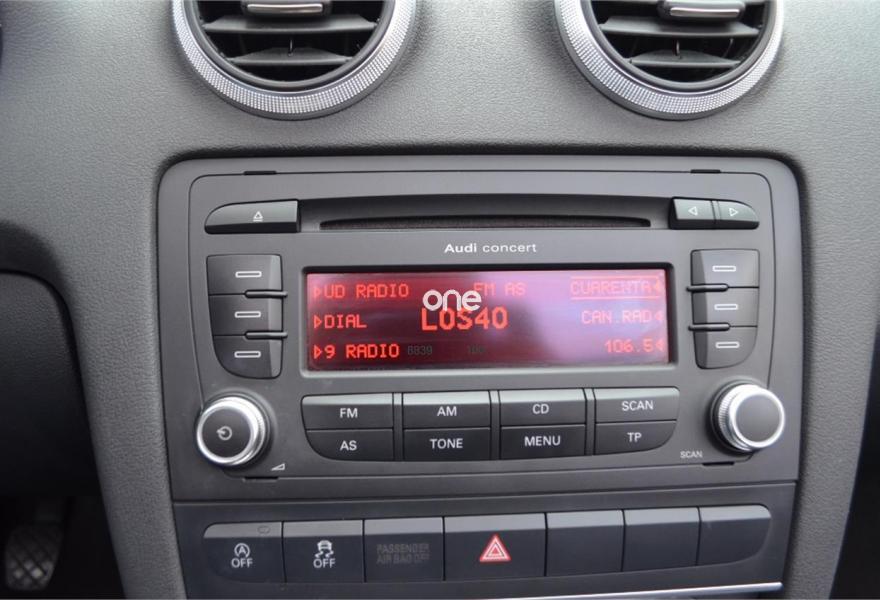 Audi concert
UD RADIO FM AS CUARENTA
one
DIAL LOS40 CAN.RAD
9 RADIO 106.5
FM AM CD SCAN
AS TONE MENU TP
SCAN
A OFF OFF PASSENGER
AIR BAG OFF